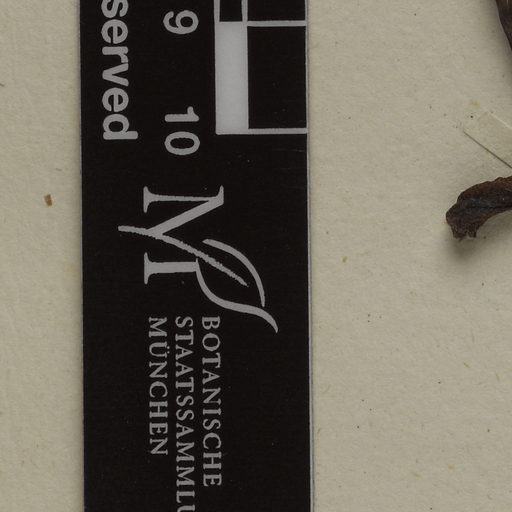 served
9 10
M
BOTANISCHE
STAATSSAMMLU
MÜNCHEN